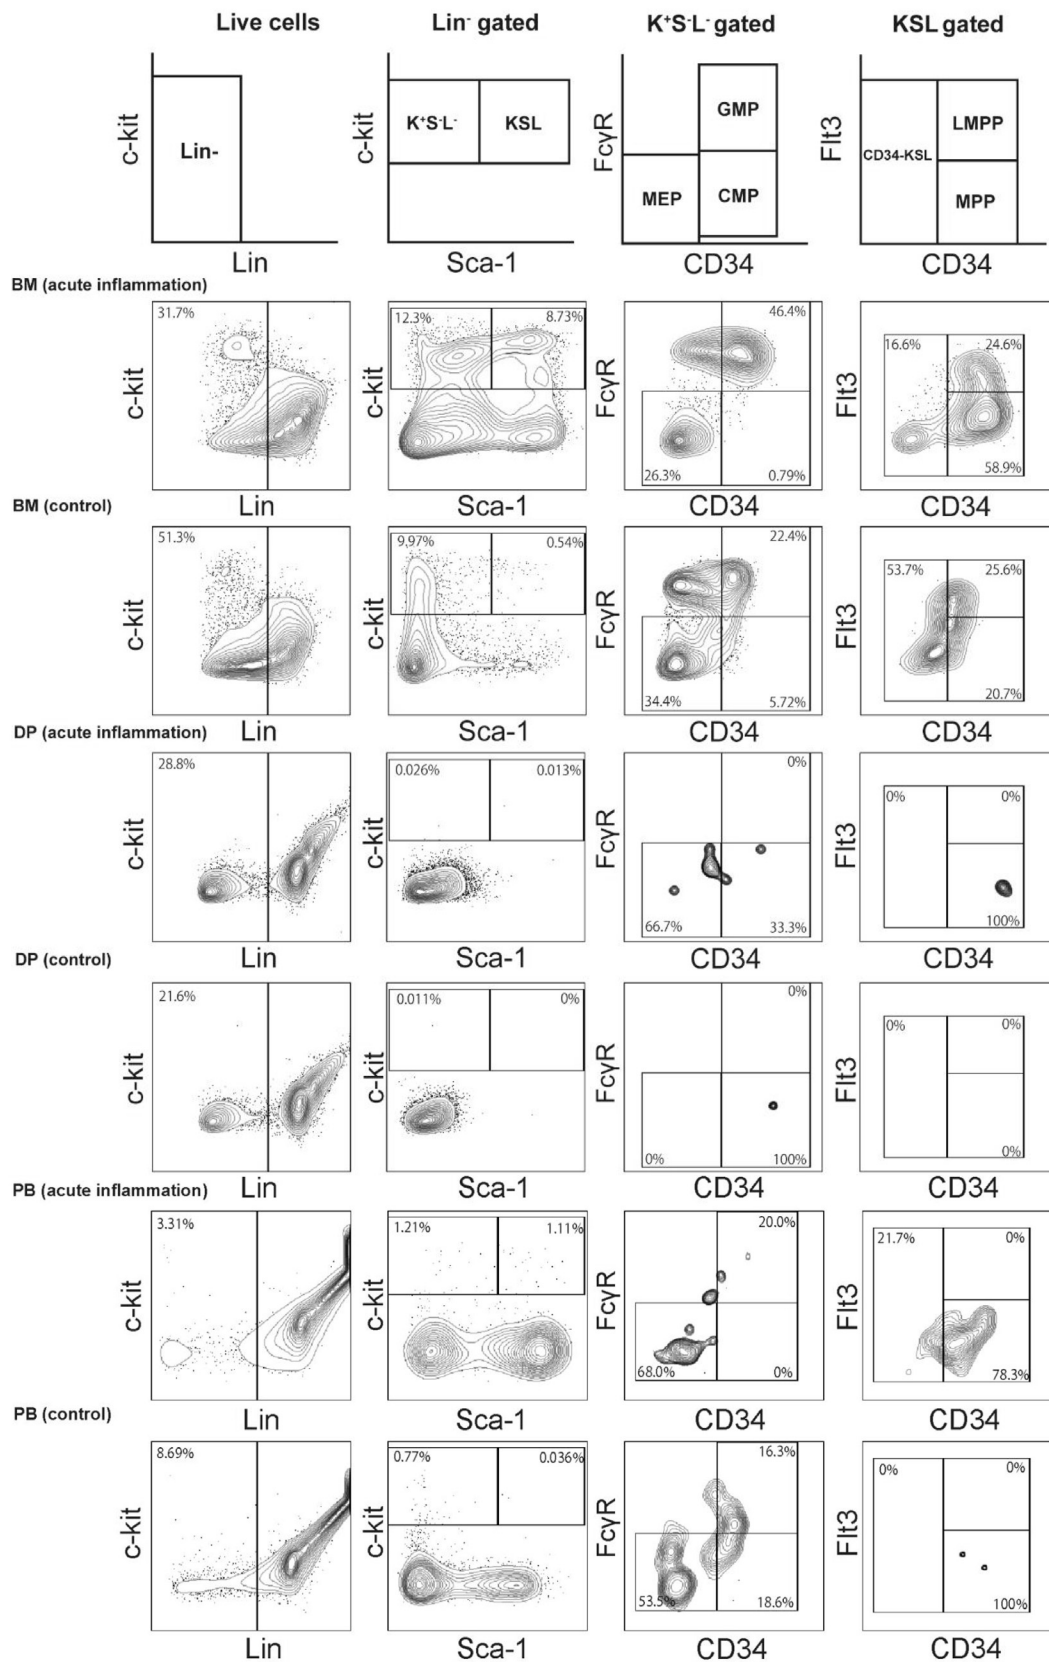 Live cells
Lin- gated
K+S-L- gated
KSL gated
c-kit
Lin-
Lin
c-kit
K+S-L-
KSL
Sca-1
FcγR
GMP
MEP
CMP
CD34
Flt3
CD34-KSL
LMPP
MPP
CD34
BM (acute inflammation)
c-kit
31.7%
Lin
c-kit
12.3%
8.73%
Sca-1
FcγR
46.4%
26.3%
0.79%
CD34
Flt3
16.6%
24.6%
58.9%
CD34
BM (control)
c-kit
51.3%
Lin
c-kit
9.97%
0.54%
Sca-1
FcγR
22.4%
34.4%
5.72%
CD34
Flt3
53.7%
25.6%
20.7%
CD34
DP (acute inflammation)
c-kit
28.8%
Lin
c-kit
0.026%
0.013%
Sca-1
FcγR
0%
66.7%
33.3%
CD34
Flt3
0%
0%
100%
CD34
DP (control)
c-kit
21.6%
Lin
c-kit
0.011%
0%
Sca-1
FcγR
0%
0%
100%
CD34
Flt3
0%
0%
0%
CD34
PB (acute inflammation)
c-kit
3.31%
Lin
c-kit
1.21%
1.11%
Sca-1
FcγR
20.0%
68.0%
0%
CD34
Flt3
21.7%
0%
78.3%
CD34
PB (control)
c-kit
8.69%
Lin
c-kit
0.77%
0.036%
Sca-1
FcγR
16.3%
53.5%
18.6%
CD34
Flt3
0%
0%
100%
CD34